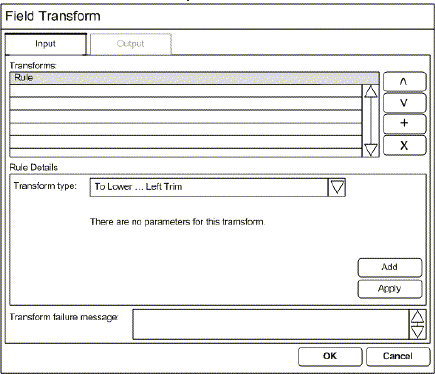 Field Transform
Input
Output
Transforms:
Rule
^
v
+
X
Rule Details
Transform type:
To Lower ... Left Trim
There are no parameters for this transform.
Add
Apply
Transform failure message:
OK
Cancel